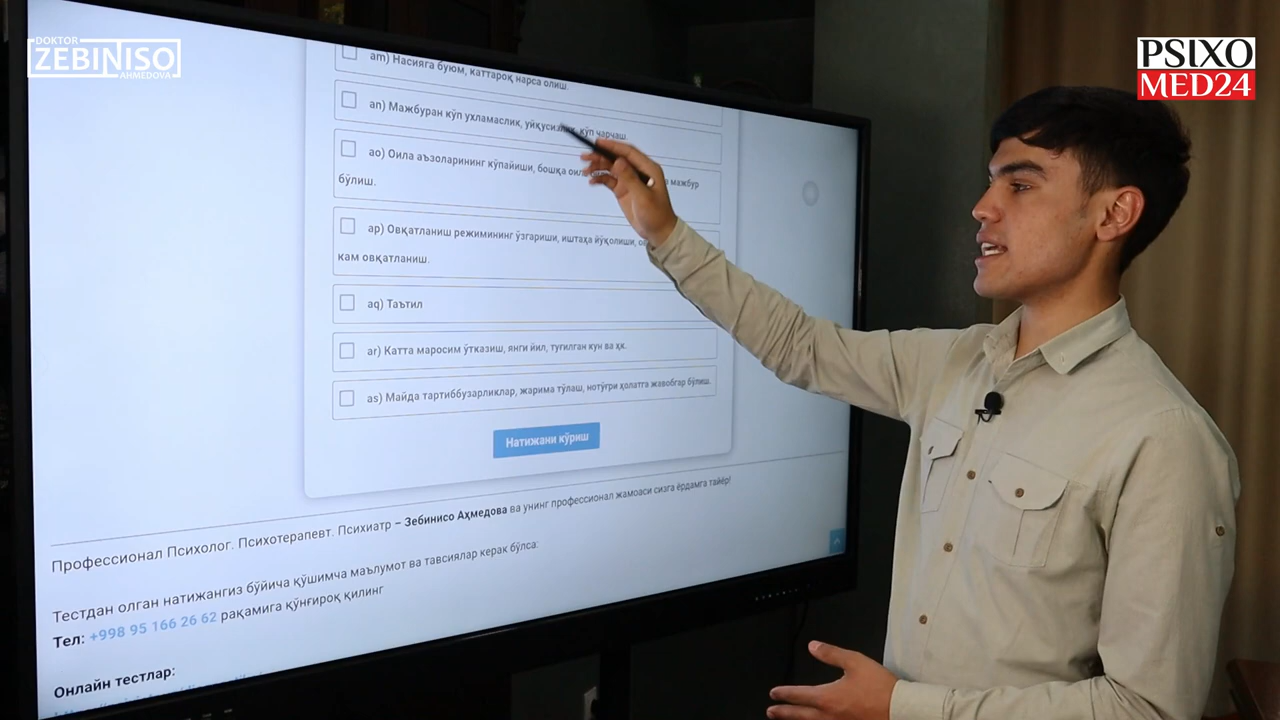 DOKTOR
ZEBINISO
AHMEDOVA
PSIXO
MED24
am) Насияга буюм, каттароқ нарса олиш.
an) Мажбуран кўп ухламаслик, уйқусизлик, кўп чарчаш.
ao) Оила аъзоларининг кўпайиши, бошқа мажбур
бўлиш.
ap) Овқатланиш режимининг ўзгариши, иштаҳа йўқолиши,
кам овқатланиш.
aq) Таътил
ar) Катта маросим ўтказиш, янги йил, туғилган кун ва ҳк.
as) Майда тартиббузарликлар, жарима тўлаш, нотўғри ҳолатга жавобгар бўлиш.
Натижани кўриш
Профессионал Психолог. Психотерапевт. Психиатр – Зебинисо Аҳмедова ва унинг профессионал жамоаси сизга ёрдамга тайёр!
Тестдан олган натижангиз бўйича қўшимча маълумот ва тавсиялар керак бўлса:
Тел: +998 95 166 26 62 рақамига қўнғироқ қилинг
Онлайн тестлар: